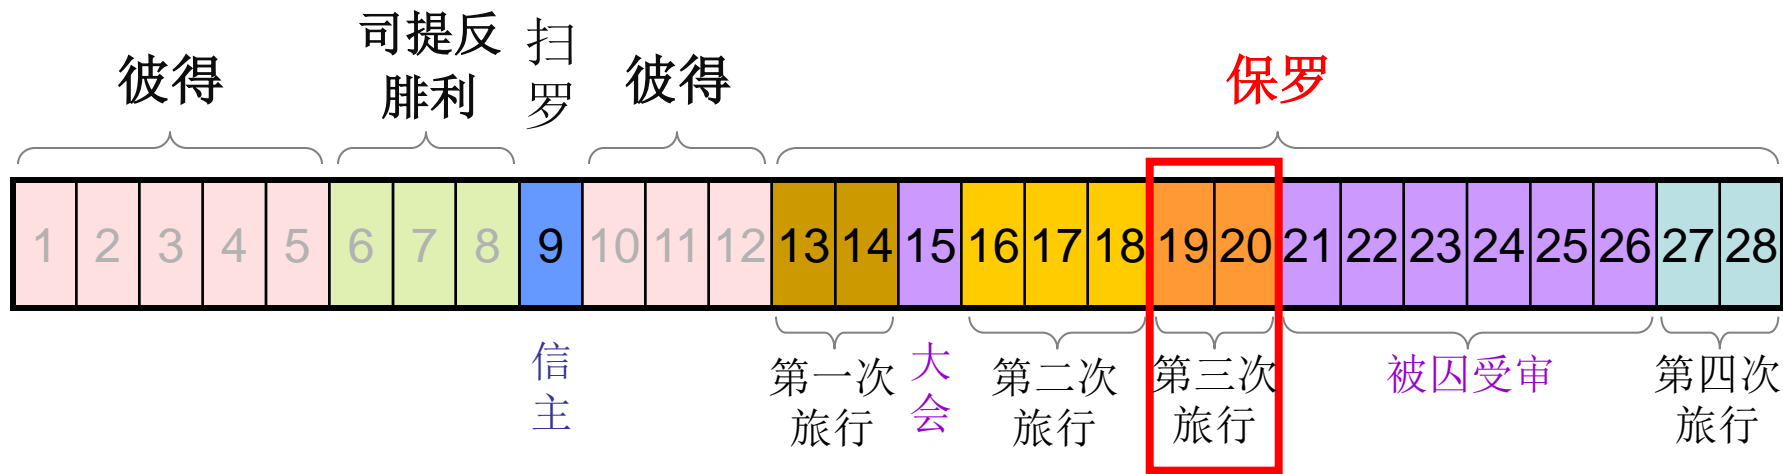 彼得
司提反
腓利
扫
罗
彼得
保罗
1 2 3 4 5 6 7 8 9 10 11 12 13 14 15 16 17 18 19 20 21 22 23 24 25 26 27 28
信
主
第一次
旅行
大
会
第二次
旅行
第三次
旅行
被囚受审
第四次
旅行